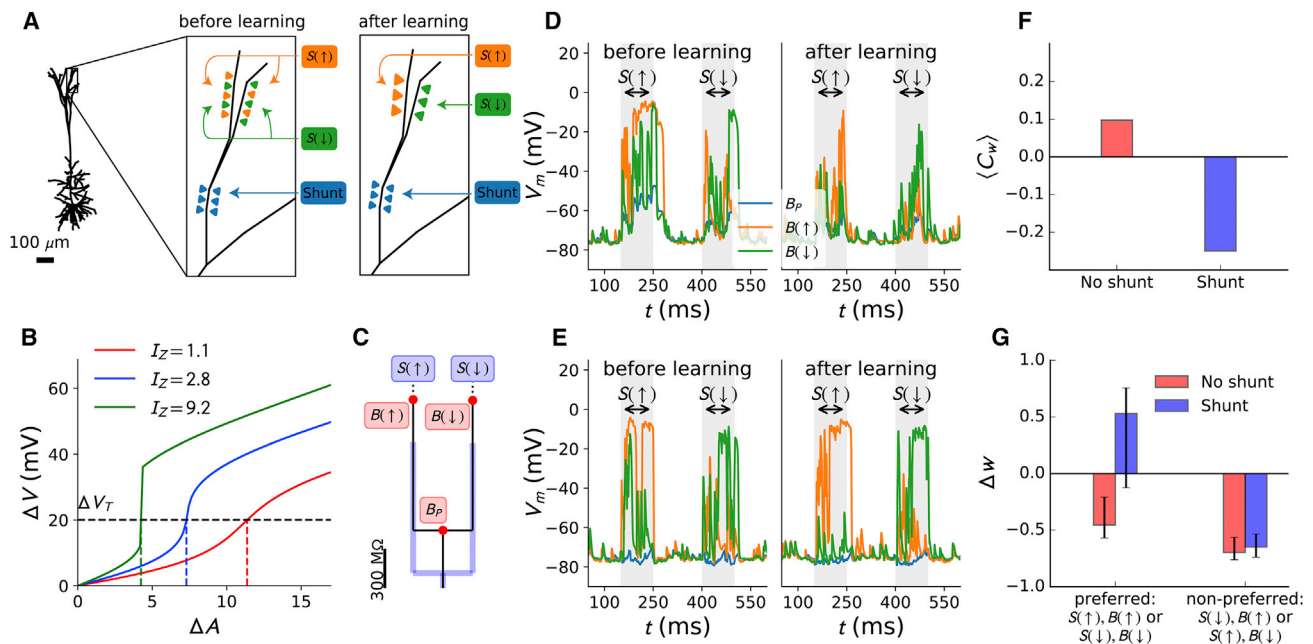 A
before learning
after learning
S(↑)
S(↓)
Shunt
S(↑)
S(↓)
Shunt
100 μm
B
I_Z=1.1
I_Z=2.8
I_Z=9.2
ΔV (mV)
60
40
20
0
ΔV_T
0
5
10
15
ΔA
C
S(↑)
S(↓)
B(↑)
B(↓)
B_P
300 MΩ
D
before learning
after learning
S(↑)
S(↓)
S(↑)
S(↓)
V_m (mV)
20
0
−20
−40
−60
−80
B_P
B(↑)
B(↓)
100
250
400
550
100
250
400
550
t (ms)
t (ms)
E
before learning
after learning
S(↑)
S(↓)
S(↑)
S(↓)
V_m (mV)
20
0
−20
−40
−60
−80
100
250
400
550
100
250
400
550
t (ms)
t (ms)
F
⟨C_w⟩
0.2
0.0
−0.2
No shunt
Shunt
G
Δw
1.0
0.5
0.0
−0.5
−1.0
No shunt
Shunt
preferred:
S(↑), B(↑) or
S(↓), B(↓)
non-preferred:
S(↓), B(↑) or
S(↑), B(↓)